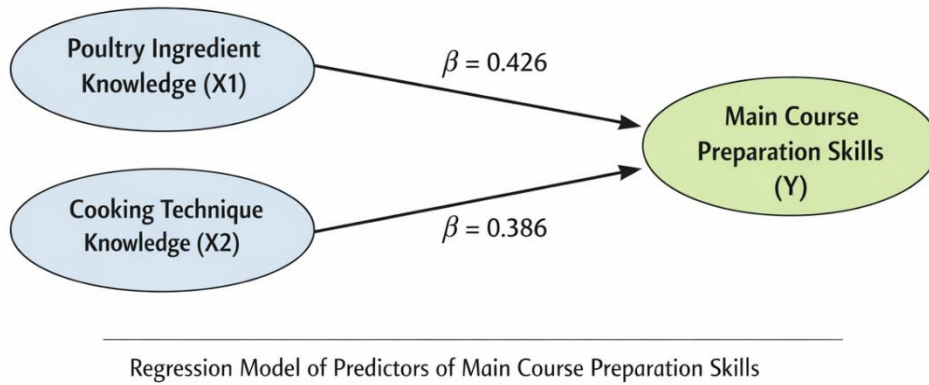 Poultry Ingredient
Knowledge (X1)
β = 0.426
Main Course
Preparation Skills
(Y)
Cooking Technique
Knowledge (X2)
β = 0.386
Regression Model of Predictors of Main Course Preparation Skills